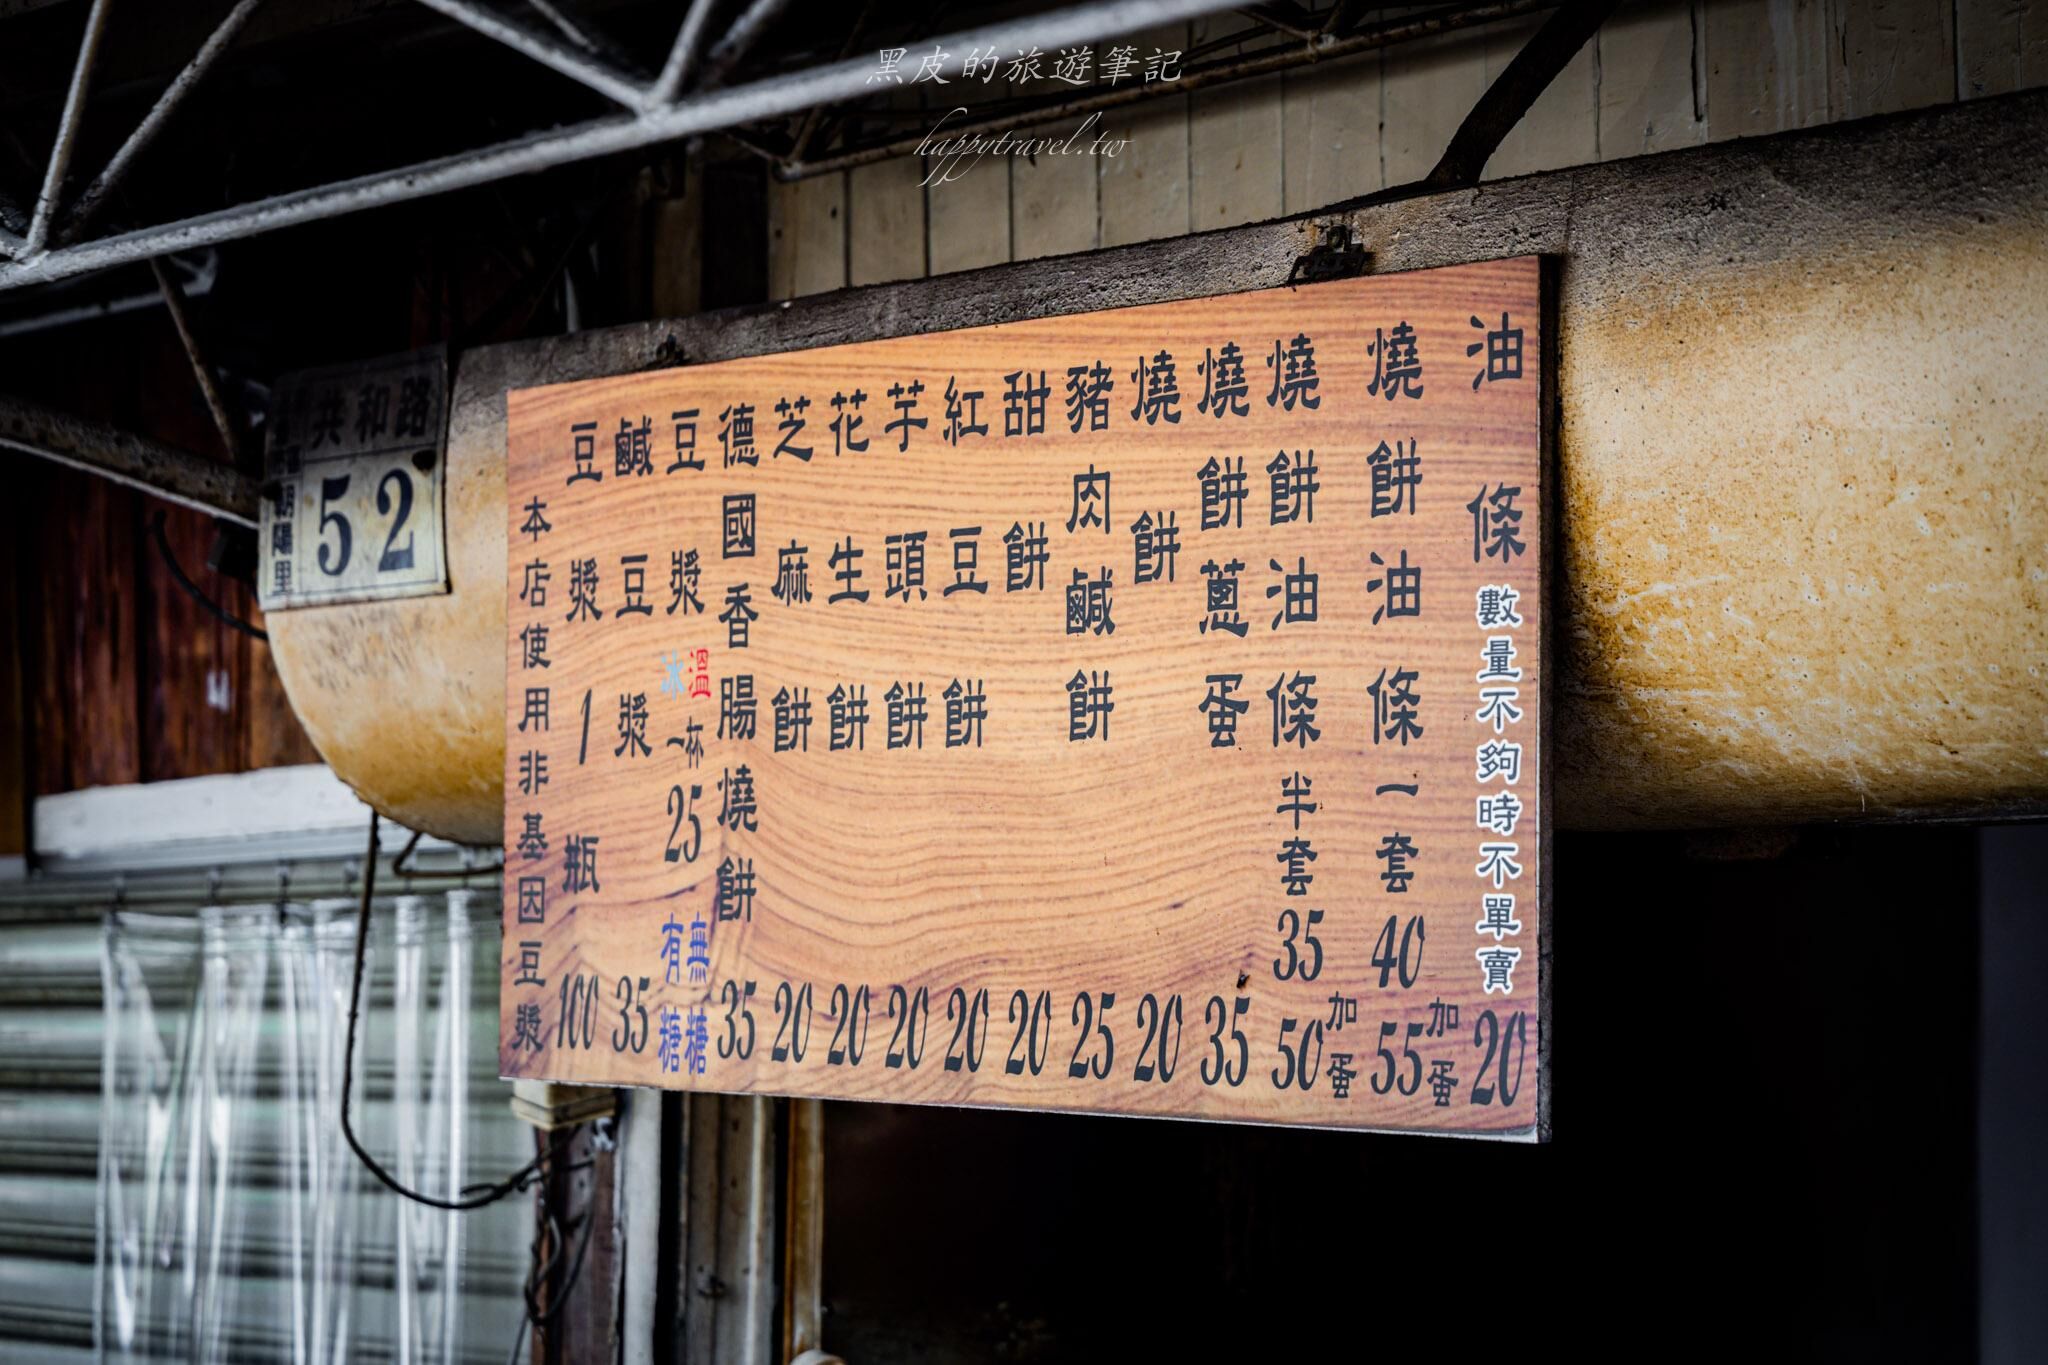 黑皮的旅遊筆記
happytravel.tw
油條 數量不夠時不單賣 20
燒餅油條 一套 40 55 加蛋
燒餅油條 半套 35 50 加蛋
燒餅蔥蛋 35
燒餅 20
豬肉鹹餅 25
甜餅 20
紅豆餅 20
芋頭餅 20
花生餅 20
芝麻餅 20
德國香腸燒餅 35
豆漿 溫 冰 一杯 25 無糖 有糖
鹹豆漿 35
豆漿 1 瓶 100
本店使用非基因豆漿
共和路
52
朝陽里